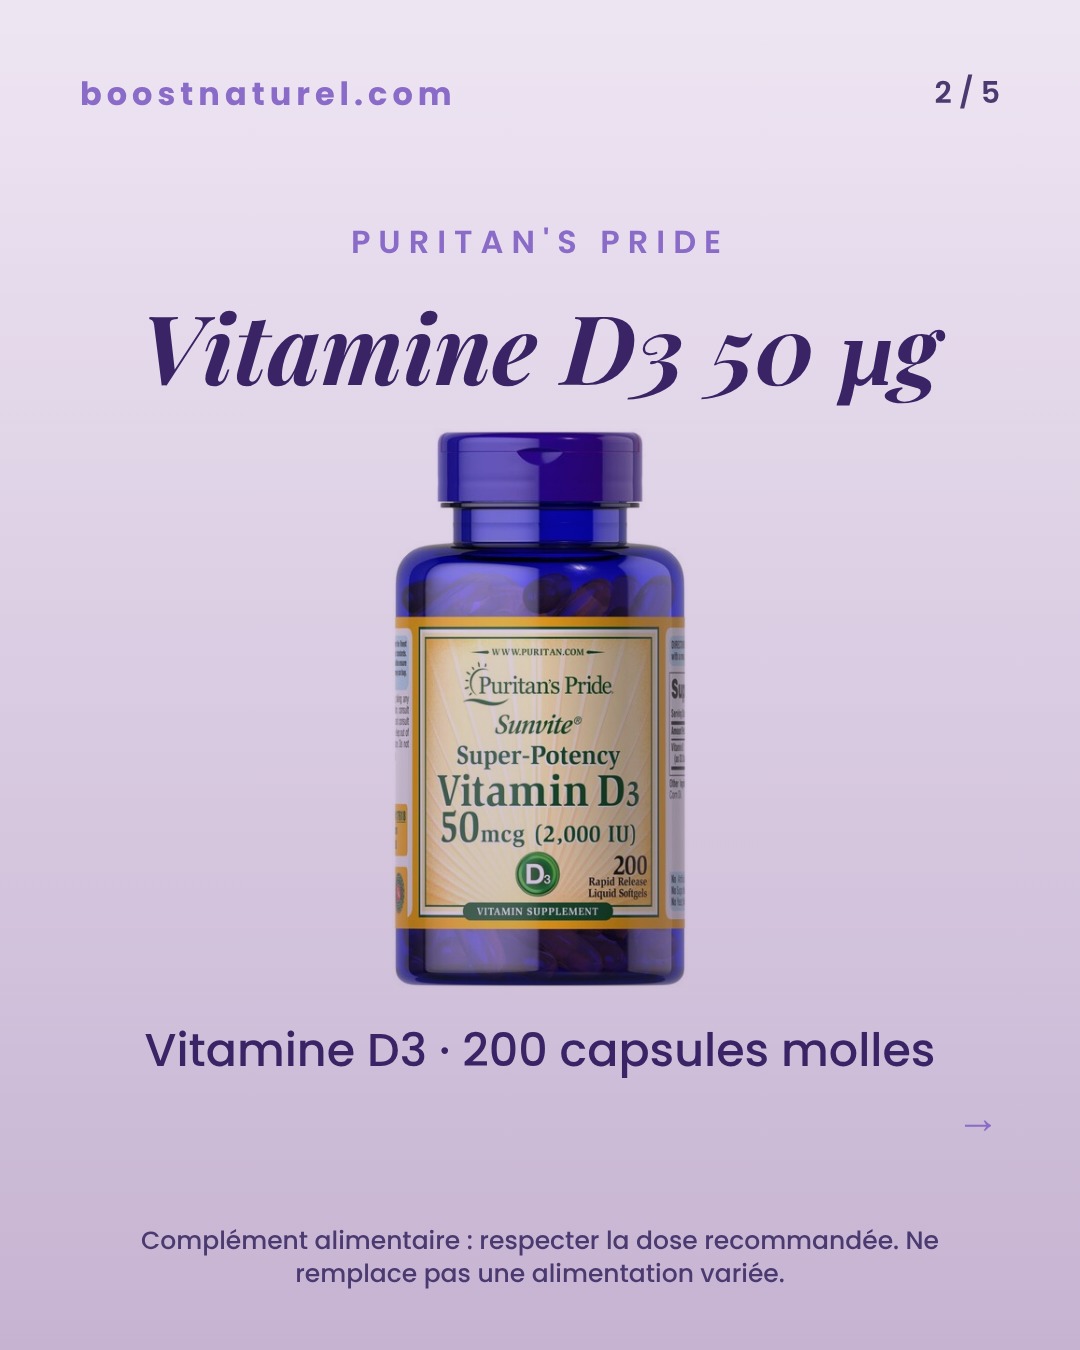 boostnaturel.com
2 / 5
PURITAN'S PRIDE
Vitamine D3 50 µg
WWW.PURITAN.COM
Puritan's Pride
Sunvite®
Super-Potency
Vitamin D3
50mcg (2,000 IU)
D3
200
Rapid Release
Liquid Softgels
VITAMIN SUPPLEMENT
Vitamine D3 · 200 capsules molles
→
Complément alimentaire : respecter la dose recommandée. Ne
remplace pas une alimentation variée.